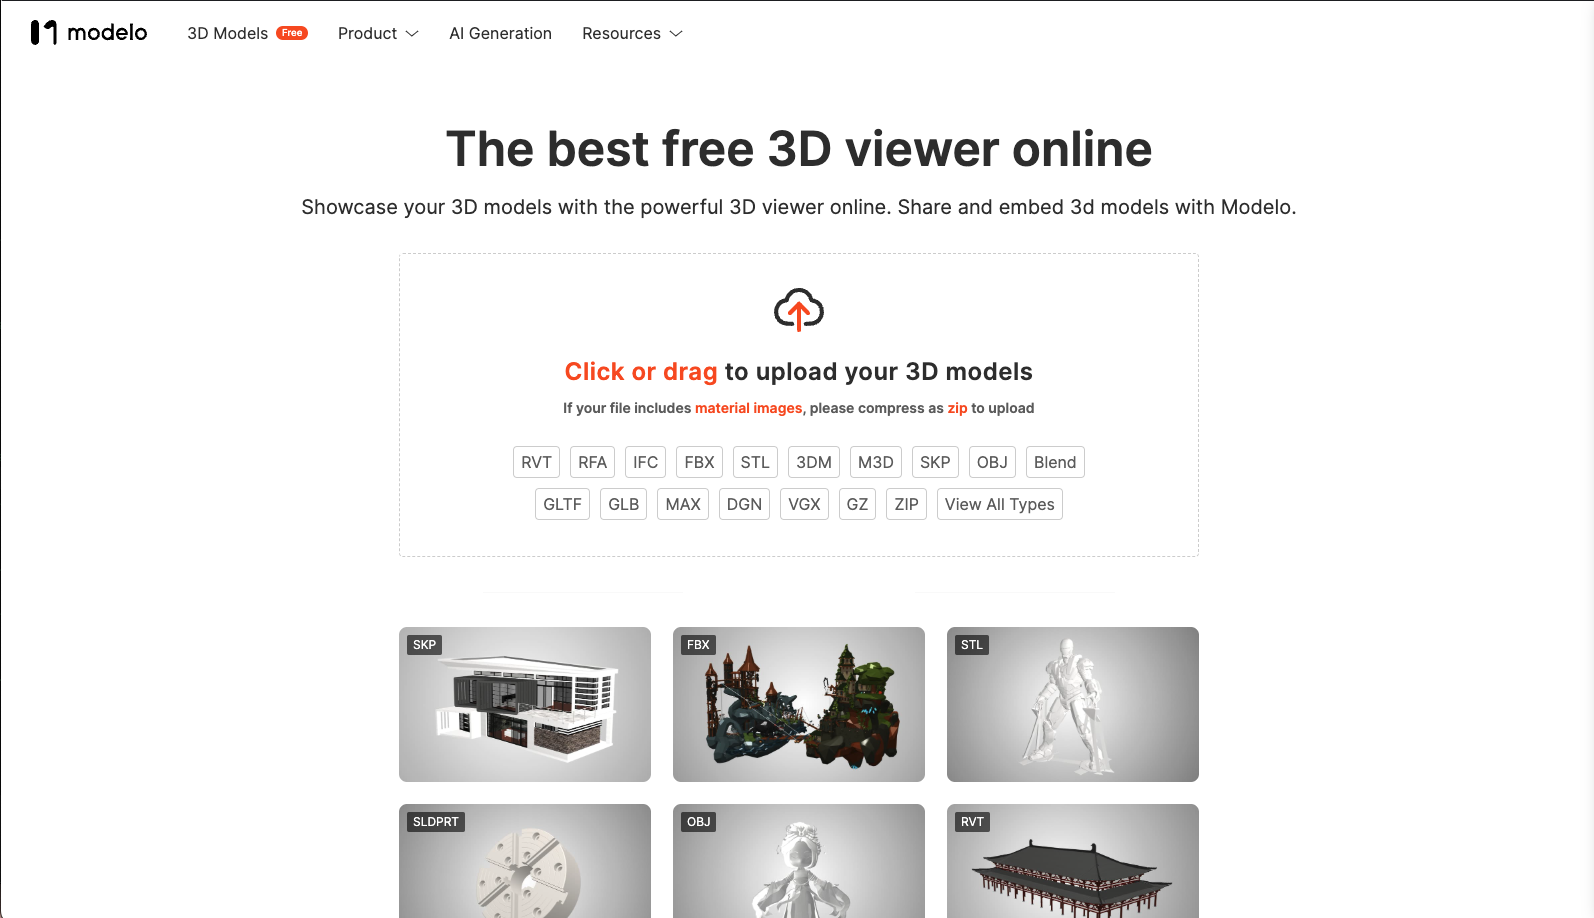 modelo 3D Models Free Product AI Generation Resources
The best free 3D viewer online
Showcase your 3D models with the powerful 3D viewer online. Share and embed 3d models with Modelo.
Click or drag to upload your 3D models
If your file includes material images, please compress as zip to upload
RVT RFA IFC FBX STL 3DM M3D SKP OBJ Blend
GLTF GLB MAX DGN VGX GZ ZIP View All Types
SKP FBX STL
SLDPRT OBJ RVT